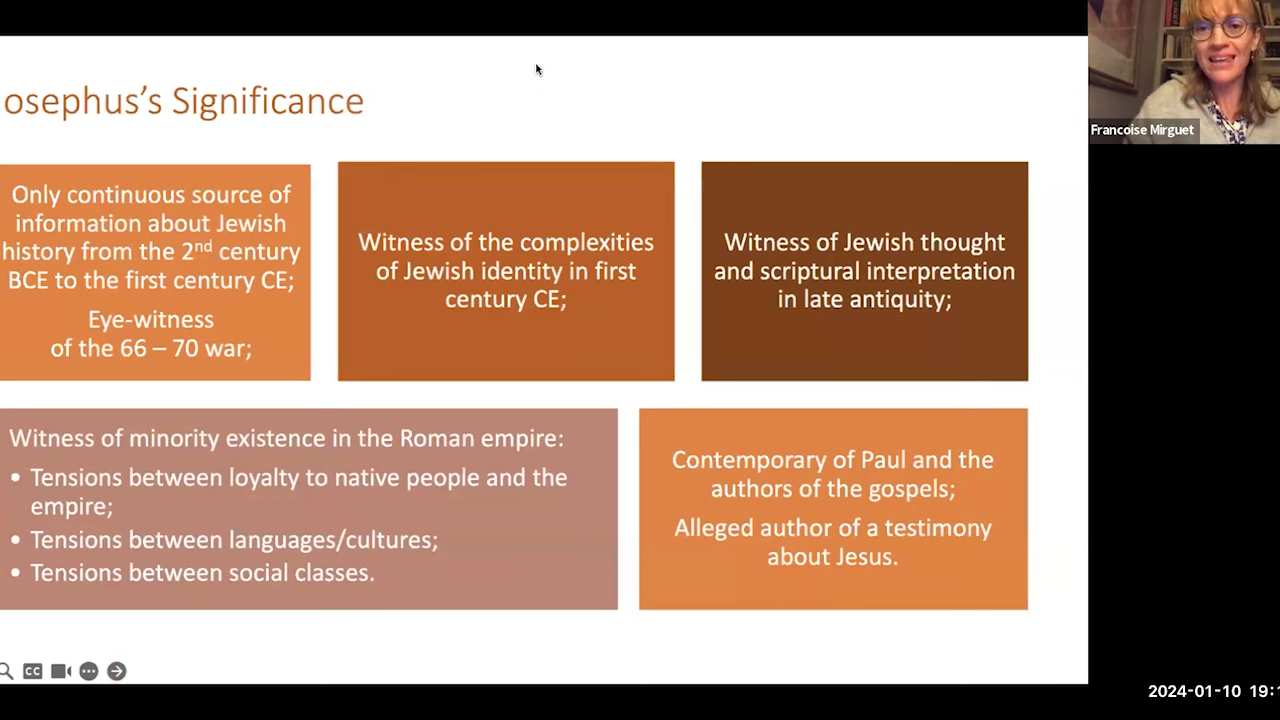 osephus's Significance
Only continuous source of
information about Jewish
history from the 2nd century
BCE to the first century CE;
Eye-witness
of the 66 – 70 war;
Witness of the complexities
of Jewish identity in first
century CE;
Witness of Jewish thought
and scriptural interpretation
in late antiquity;
Witness of minority existence in the Roman empire:
• Tensions between loyalty to native people and the
empire;
• Tensions between languages/cultures;
• Tensions between social classes.
Contemporary of Paul and the
authors of the gospels;
Alleged author of a testimony
about Jesus.
Francoise Mirguet
CC
2024-01-10 19:1